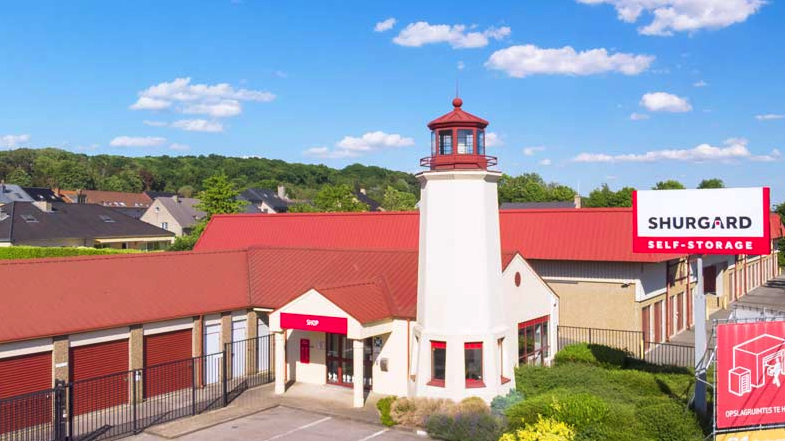 SHURGARD
SELF-STORAGE
SHOP
OPSLAGRUIMTES TE